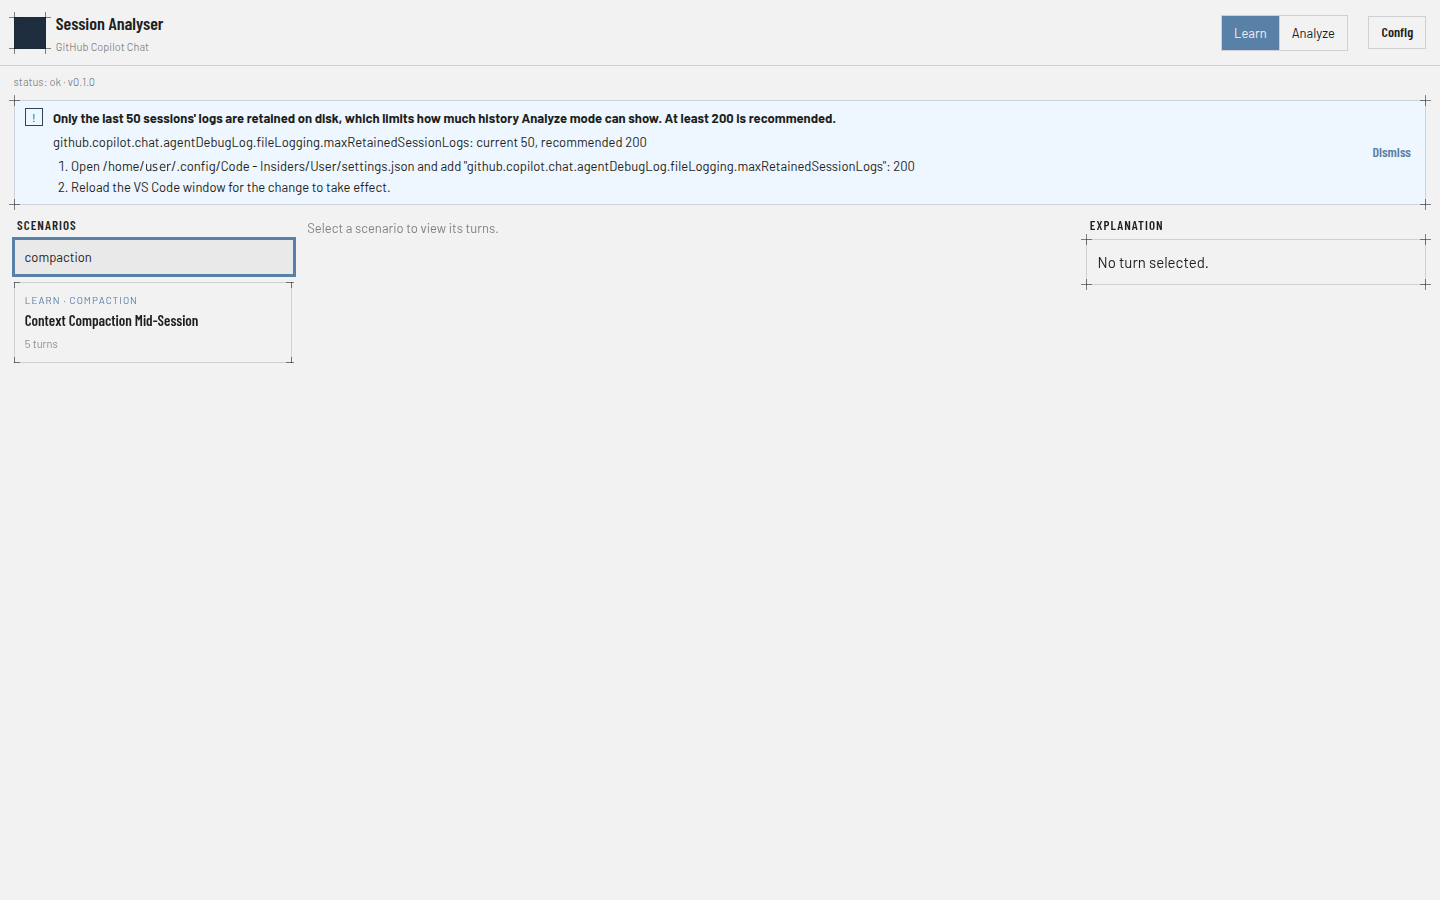 Session Analyser
GitHub Copilot Chat
Learn
Analyze
Config
status: ok · v0.1.0
!
Only the last 50 sessions' logs are retained on disk, which limits how much history Analyze mode can show. At least 200 is recommended.
github.copilot.chat.agentDebugLog.fileLogging.maxRetainedSessionLogs: current 50, recommended 200
1. Open /home/user/.config/Code - Insiders/User/settings.json and add "github.copilot.chat.agentDebugLog.fileLogging.maxRetainedSessionLogs": 200
2. Reload the VS Code window for the change to take effect.
Dismiss
SCENARIOS
compaction
LEARN · COMPACTION
Context Compaction Mid-Session
5 turns
Select a scenario to view its turns.
EXPLANATION
No turn selected.